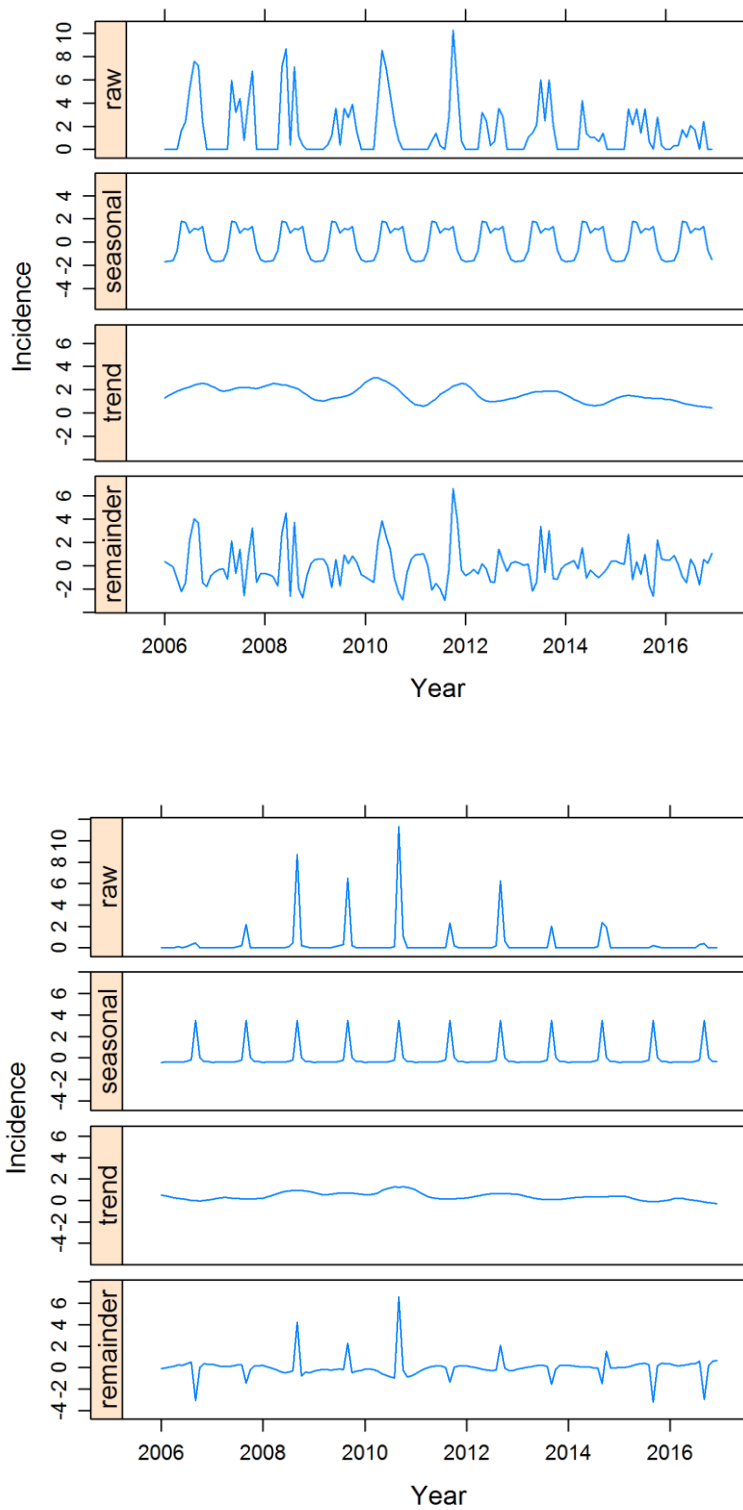 raw
0 2 4 6 8 10
seasonal
-4 -2 0 2 4
trend
-2 0 2 4 6
remainder
-2 0 2 4 6
Incidence
2006 2008 2010 2012 2014 2016
Year
raw
0 2 4 6 8 10
seasonal
-4 -2 0 2 4 6
trend
-4 -2 0 2 4 6
remainder
-4 -2 0 2 4 6
Incidence
2006 2008 2010 2012 2014 2016
Year